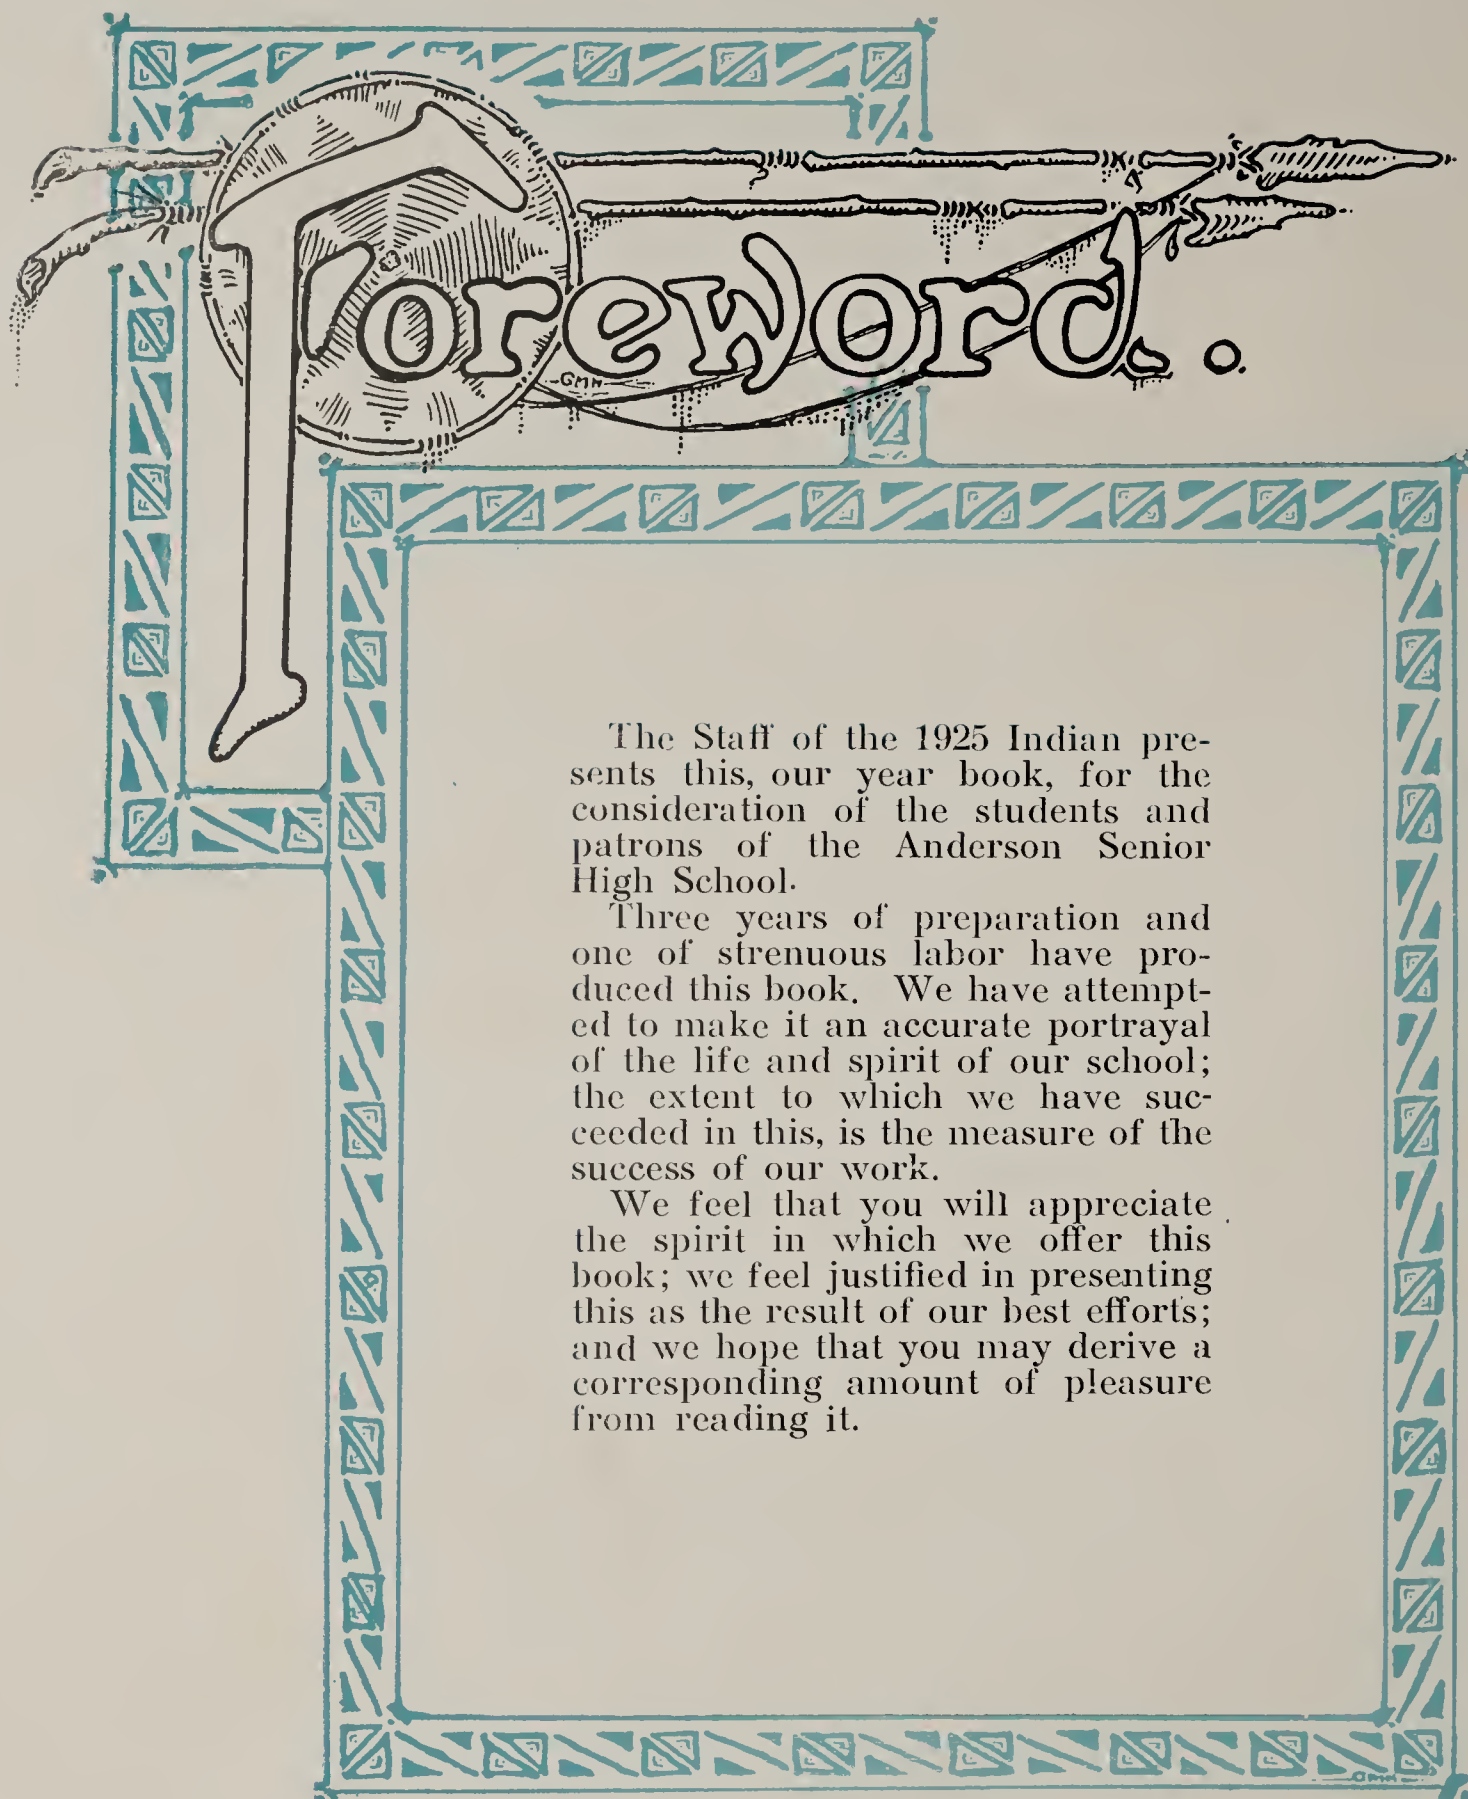 Foreword..
GMH
The Staff of the 1925 Indian pre-
sents this, our year book, for the
consideration of the students and
patrons of the Anderson Senior
High School.
Three years of preparation and
one of strenuous labor have pro-
duced this book. We have attempt-
ed to make it an accurate portrayal
of the life and spirit of our school;
the extent to which we have suc-
ceeded in this, is the measure of the
success of our work.
We feel that you will appreciate
the spirit in which we offer this
book; we feel justified in presenting
this as the result of our best efforts;
and we hope that you may derive a
corresponding amount of pleasure
from reading it.